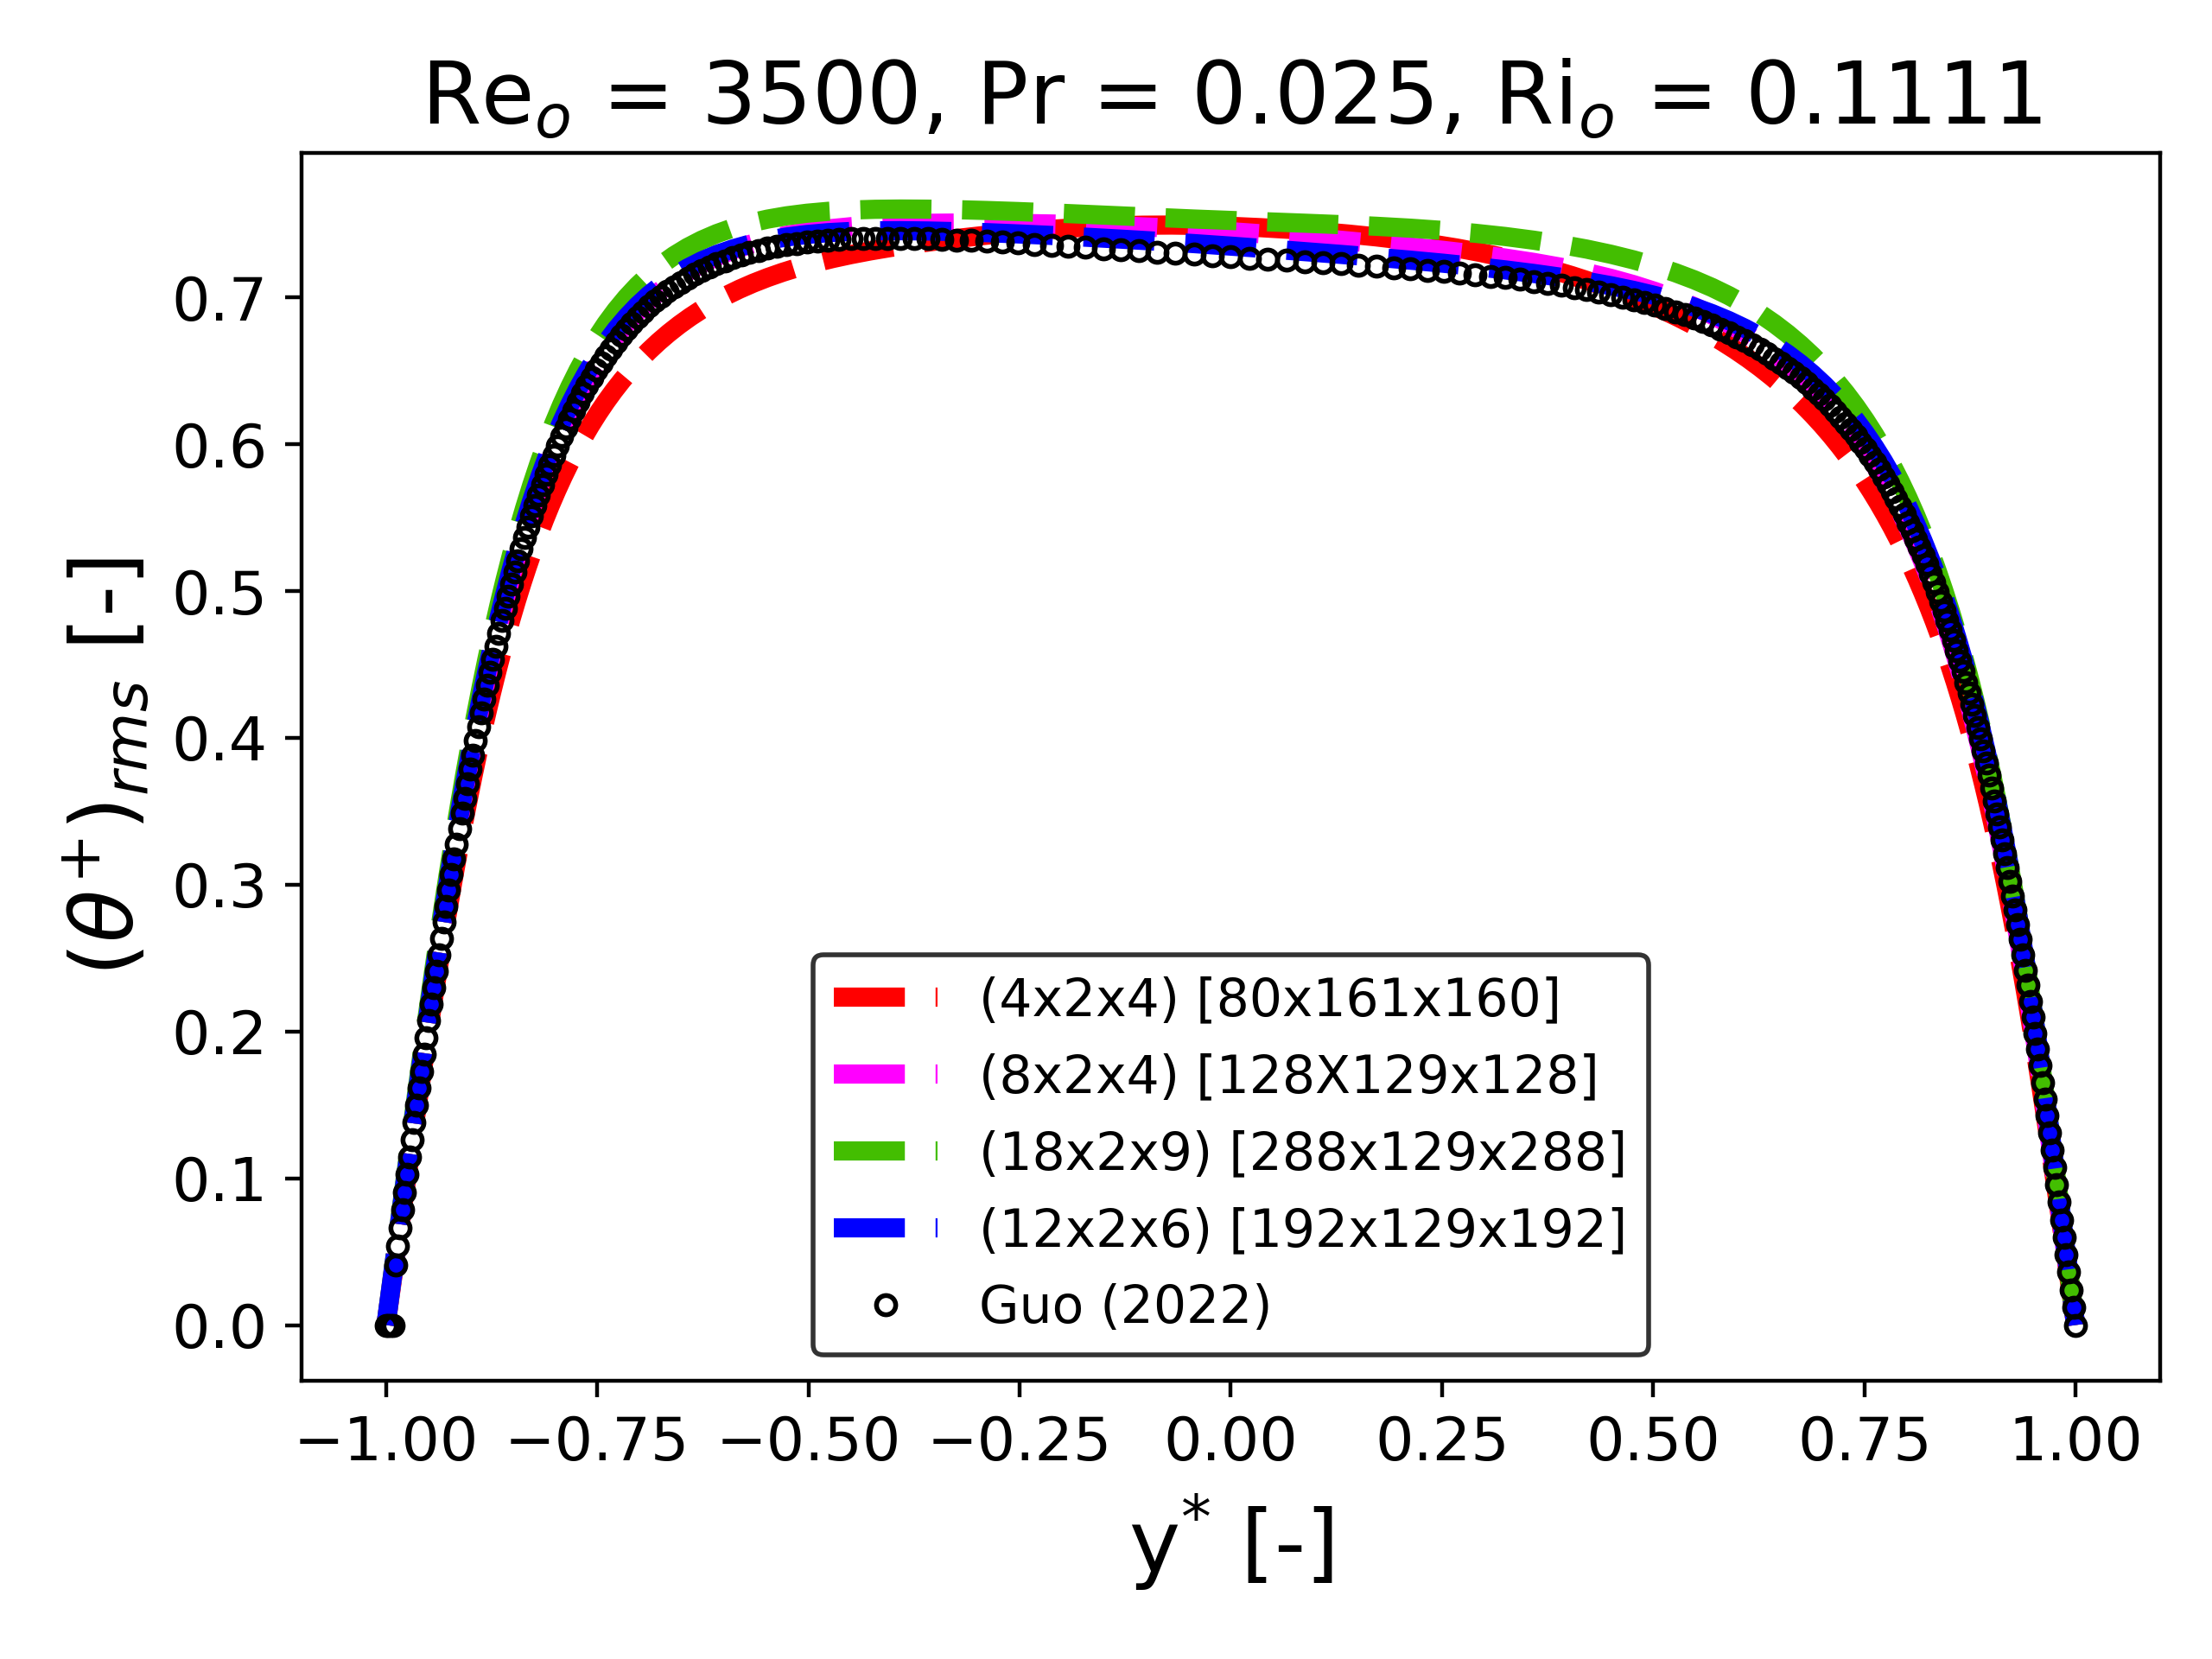 Re_o = 3500, Pr = 0.025, Ri_o = 0.1111
(θ^+)_rms [-]
0.7
0.6
0.5
0.4
0.3
0.2
0.1
0.0
(4x2x4) [80x161x160]
(8x2x4) [128X129x128]
(18x2x9) [288x129x288]
(12x2x6) [192x129x192]
Guo (2022)
−1.00 −0.75 −0.50 −0.25 0.00 0.25 0.50 0.75 1.00
y^* [-]